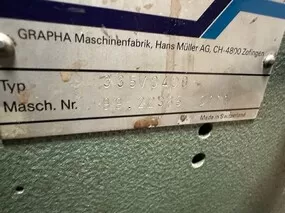 GRAPHA Maschinenfabrik, Hans Müller AG, CH-4800 Zofingen
Typ
Masch. Nr.
Made in Switzerland